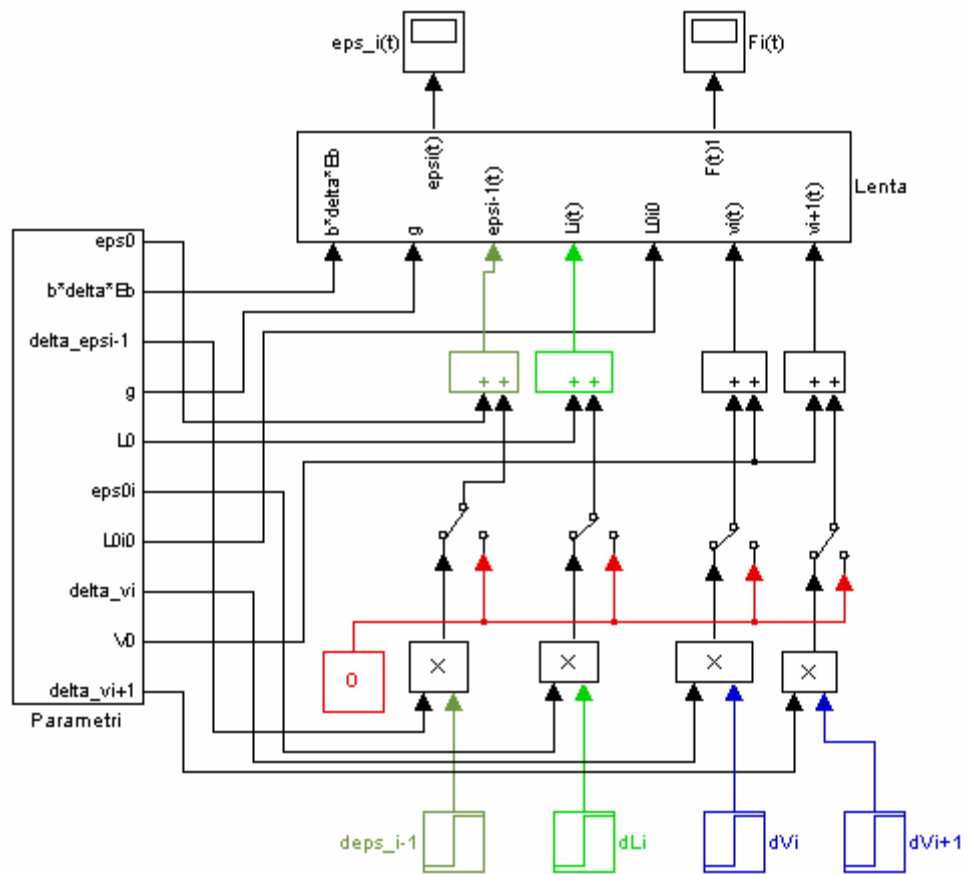 eps_i(t)
Fi(t)
b*delta*Eb
epsi(t)
g
epsi-1(t)
Li(t)
L0i0
F(t)1
vi(t)
vi+1(t)
Lenta
eps0
b*delta*Eb
delta_epsi-1
g
L0
eps0i
L0i0
delta_vi
V0
delta_vi+1
Parametri
+ +
+ +
+ +
+ +
0
×
×
×
×
deps_i-1
dLi
dVi
dVi+1